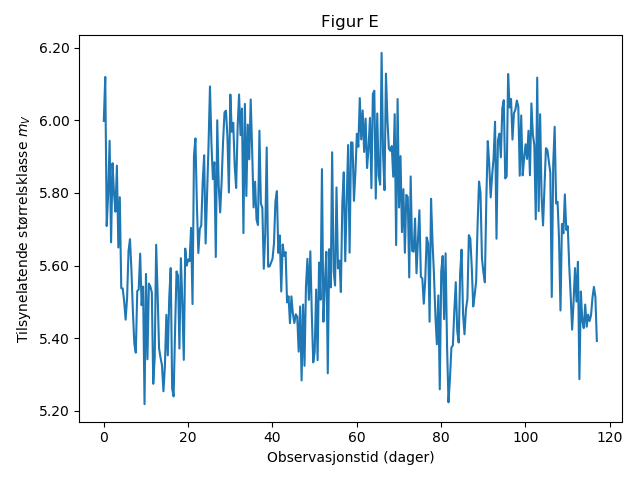 Figur E
Tilsynelatende størrelsklasse $m_V$
6.20
6.00
5.80
5.60
5.40
5.20
0 20 40 60 80 100 120
Observasjonstid (dager)